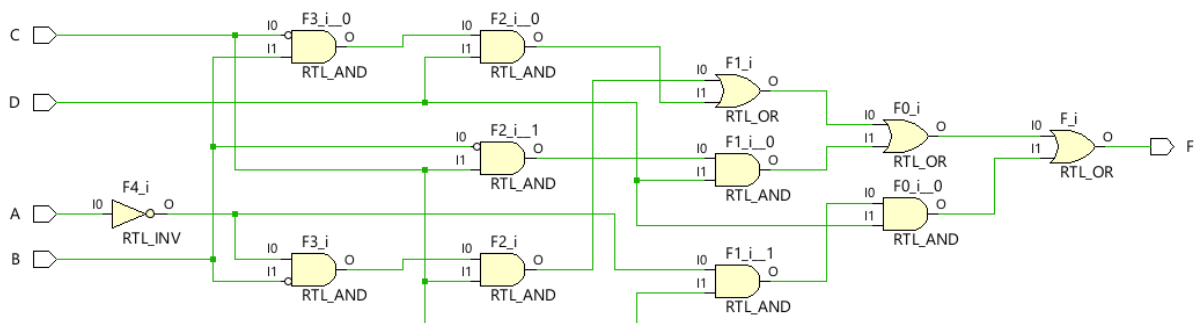 F3_i__0
F2_i__0
C
I0
O
I0
O
I1
I1
F1_i
RTL_AND
RTL_AND
I0
O
D
I1
F0_i
RTL_OR
I0
O
F_i
F2_i__1
I1
I0
O
F
I0
O
F1_i__0
RTL_OR
I1
I1
I0
O
RTL_OR
RTL_AND
I1
F4_i
RTL_AND
F0_i__0
A
I0
O
I0
O
RTL_INV
F3_i
F2_i
I1
B
I0
O
I0
O
F1_i__1
RTL_AND
I1
I1
I0
O
RTL_AND
RTL_AND
I1
RTL_AND